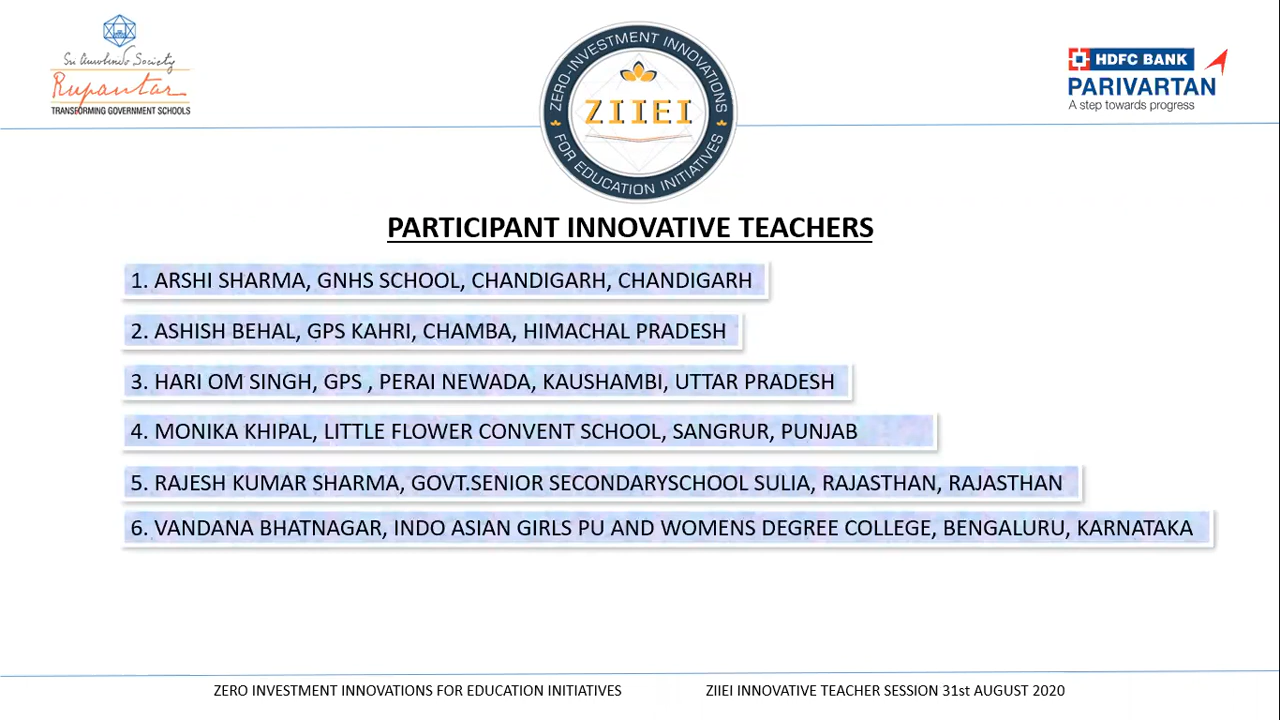 Sri Aurobindo Society
Rupantar
TRANSFORMING GOVERNMENT SCHOOLS
ZERO-INVESTMENT INNOVATIONS
ZIIEI
FOR EDUCATION INITIATIVES
HDFC BANK
PARIVARTAN
A step towards progress
PARTICIPANT INNOVATIVE TEACHERS
1. ARSHI SHARMA, GNHS SCHOOL, CHANDIGARH, CHANDIGARH
2. ASHISH BEHAL, GPS KAHRI, CHAMBA, HIMACHAL PRADESH
3. HARI OM SINGH, GPS , PERAI NEWADA, KAUSHAMBI, UTTAR PRADESH
4. MONIKA KHIPAL, LITTLE FLOWER CONVENT SCHOOL, SANGRUR, PUNJAB
5. RAJESH KUMAR SHARMA, GOVT.SENIOR SECONDARYSCHOOL SULIA, RAJASTHAN, RAJASTHAN
6. VANDANA BHATNAGAR, INDO ASIAN GIRLS PU AND WOMENS DEGREE COLLEGE, BENGALURU, KARNATAKA
ZERO INVESTMENT INNOVATIONS FOR EDUCATION INITIATIVES
ZIIEI INNOVATIVE TEACHER SESSION 31st AUGUST 2020